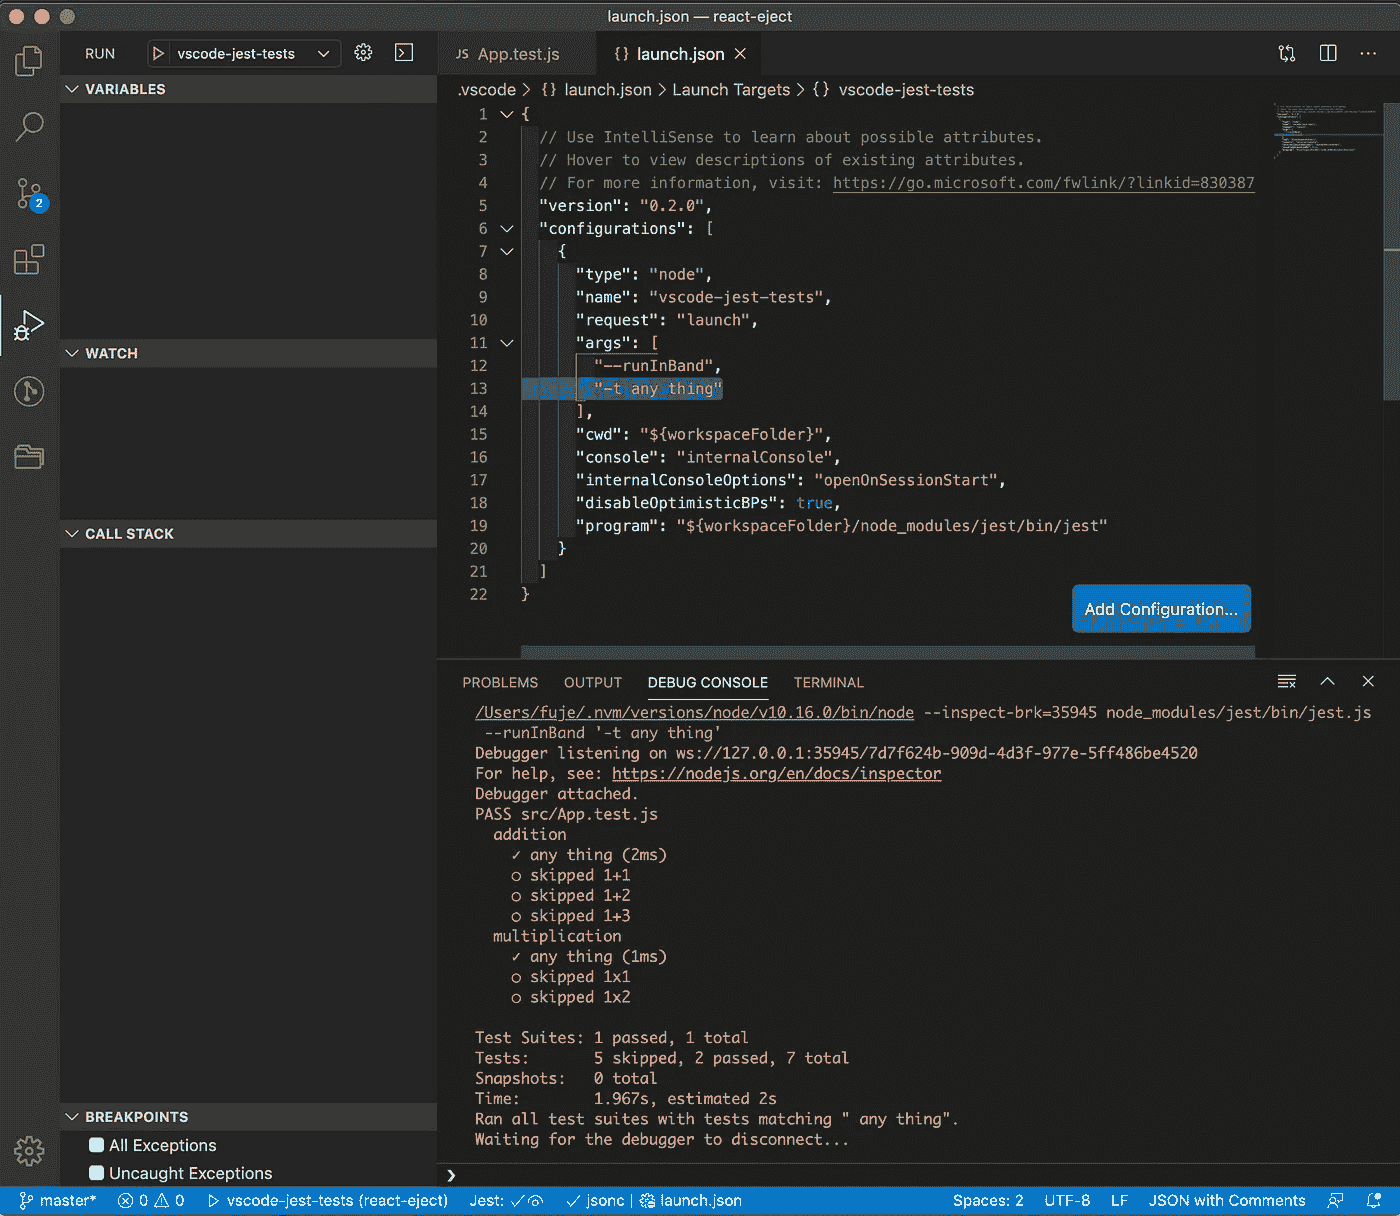 launch.json — react-eject
RUN vscode-jest-tests
JS App.test.js {} launch.json
VARIABLES
.vscode > {} launch.json > Launch Targets > {} vscode-jest-tests
1 {
2 // Use IntelliSense to learn about possible attributes.
3 // Hover to view descriptions of existing attributes.
4 // For more information, visit: https://go.microsoft.com/fwlink/?linkid=830387
5 "version": "0.2.0",
6 "configurations": [
7 {
8 "type": "node",
9 "name": "vscode-jest-tests",
10 "request": "launch",
11 "args": [
12 "--runInBand",
13 "-t any thing"
14 ],
15 "cwd": "${workspaceFolder}",
16 "console": "internalConsole",
17 "internalConsoleOptions": "openOnSessionStart",
18 "disableOptimisticBPs": true,
19 "program": "${workspaceFolder}/node_modules/jest/bin/jest"
20 }
21 ]
22 }
2
WATCH
CALL STACK
Add Configuration...
PROBLEMS OUTPUT DEBUG CONSOLE TERMINAL
/Users/fuje/.nvm/versions/node/v10.16.0/bin/node --inspect-brk=35945 node_modules/jest/bin/jest.js
--runInBand '-t any thing'
Debugger listening on ws://127.0.0.1:35945/7d7f624b-909d-4d3f-977e-5ff486be4520
For help, see: https://nodejs.org/en/docs/inspector
Debugger attached.
PASS src/App.test.js
addition
✓ any thing (2ms)
○ skipped 1+1
○ skipped 1+2
○ skipped 1+3
multiplication
✓ any thing (1ms)
○ skipped 1x1
○ skipped 1x2
Test Suites: 1 passed, 1 total
Tests: 5 skipped, 2 passed, 7 total
Snapshots: 0 total
Time: 1.967s, estimated 2s
Ran all test suites with tests matching " any thing".
Waiting for the debugger to disconnect...
❯
BREAKPOINTS
All Exceptions
Uncaught Exceptions
master* 0 0 vscode-jest-tests (react-eject) Jest: ✓ ✓ jsonc | launch.json Spaces: 2 UTF-8 LF JSON with Comments